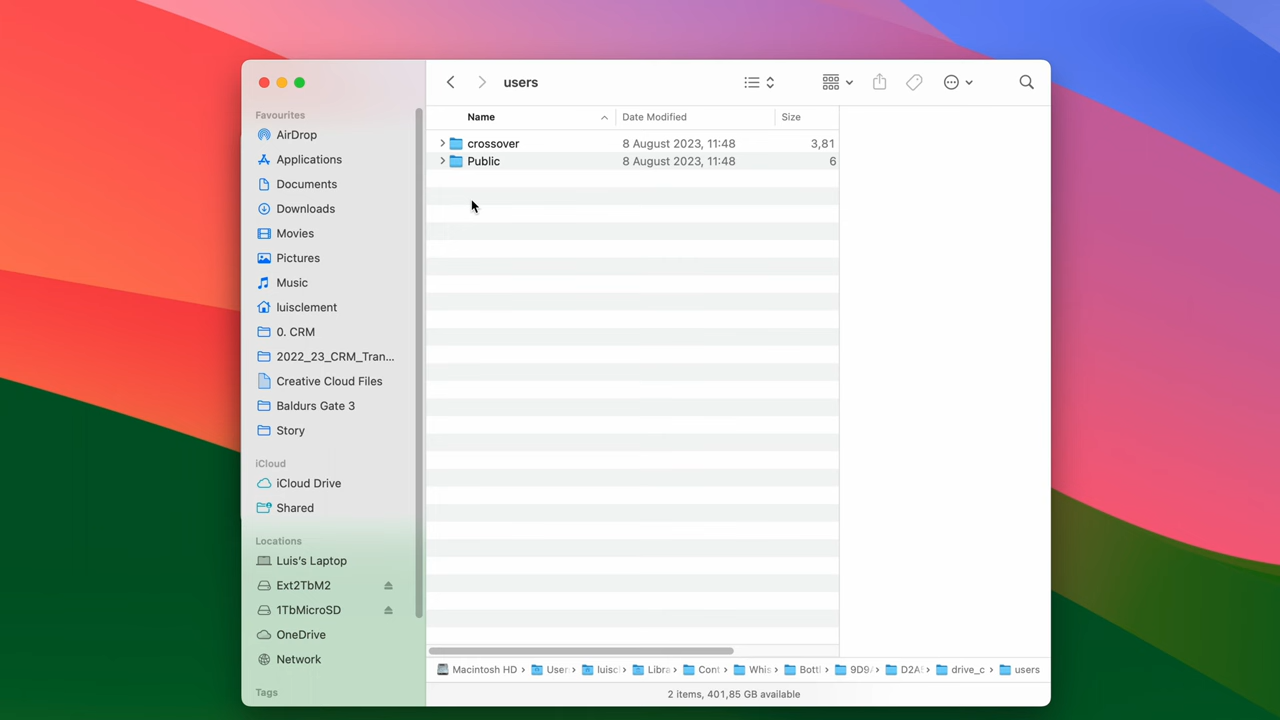 users
Favourites
AirDrop
Applications
Documents
Downloads
Movies
Pictures
Music
luisclement
0. CRM
2022_23_CRM_Tran...
Creative Cloud Files
Baldurs Gate 3
Story
iCloud
iCloud Drive
Shared
Locations
Luis's Laptop
Ext2TbM2
1TbMicroSD
OneDrive
Network
Tags
Name Date Modified Size
crossover 8 August 2023, 11:48 3,81
Public 8 August 2023, 11:48 6
Macintosh HD › User › luisc › Libra › Cont › Whis › Bottl › 9D9 › D2A › drive_c › users
2 items, 401,85 GB available